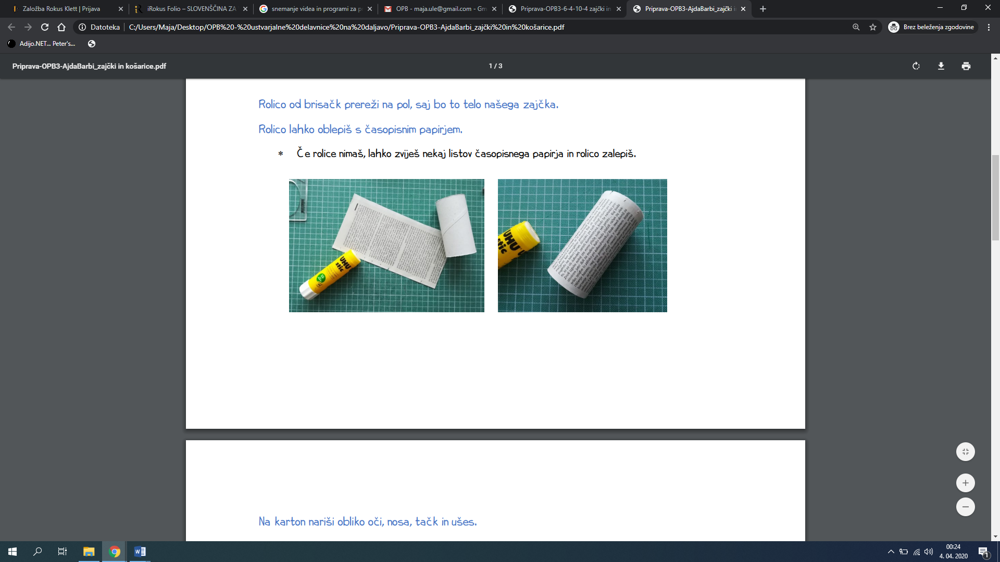 Založba Rokus Klett | Prijava
iRokus Folio – SLOVENŠČINA ZA
snemanje videa in programi za p
OPB - maja.ule@gmail.com - Gm
Priprava-OPB3-6-4-10-4 zajčki in
Priprava-OPB3-AjdaBarbi_zajčki i
Datoteka
C:/Users/Maja/Desktop/OPB%20-%20ustvarjalne%20delavnice%20na%20daljavo/Priprava-OPB3-AjdaBarbi_zajčki%20in%20košarice.pdf
Brez beleženja zgodovine
Adijo.NET... Peter's...
Priprava-OPB3-AjdaBarbi_zajčki in košarice.pdf
1 / 3
Rolico od brisačk prereži na pol, saj bo to telo našega zajčka.
Rolico lahko oblepiš s časopisnim papirjem.
* Če rolice nimaš, lahko zviješ nekaj listov časopisnega papirja in rolico zalepiš.
UHU
stic
UHU
stic
Na karton nariši obliko oči, nosa, tačk in ušes.
00:24
4. 04. 2020
1